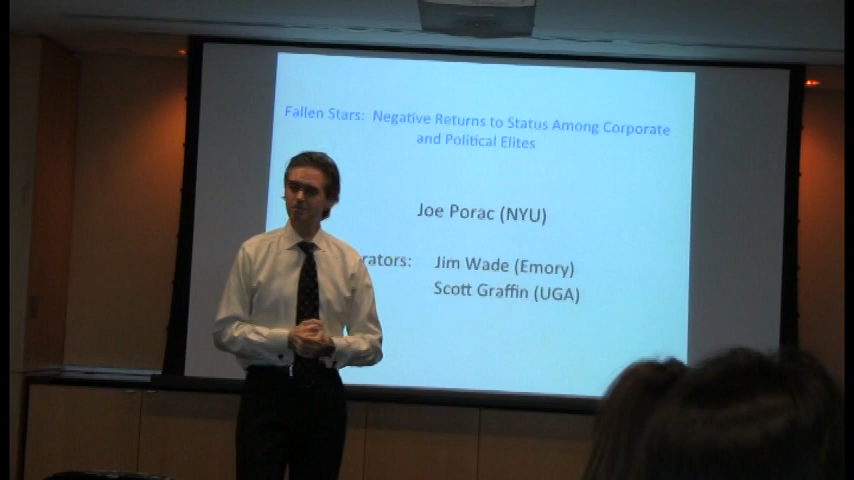 Fallen Stars: Negative Returns to Status Among Corporate
and Political Elites
Joe Porac (NYU)
rators: Jim Wade (Emory)
Scott Graffin (UGA)